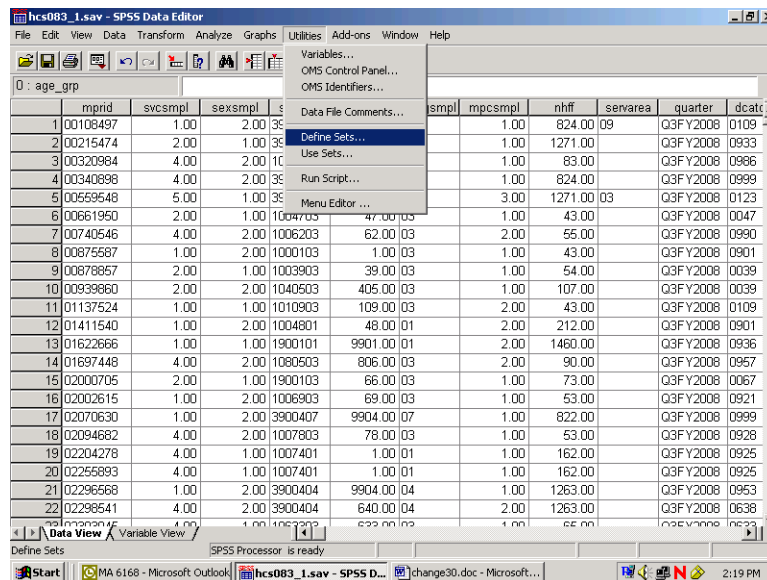 hcs083_1.sav - SPSS Data Editor
File Edit View Data Transform Analyze Graphs Utilities Add-ons Window Help
Variables...
OMS Control Panel...
OMS Identifiers...
Data File Comments...
Define Sets...
Use Sets...
Run Script...
Menu Editor ...
0 : age_grp
mprid svcsmpl sexsmpl mpcsmpl nhff servarea quarter
1 00108497 1.00 2.00 1.00 824.00 09 Q3FY2008 0109
2 00215474 2.00 1.00 1.00 1271.00 Q3FY2008 0933
3 00320984 4.00 2.00 1.00 83.00 Q3FY2008 0986
4 00340898 4.00 2.00 1.00 824.00 Q3FY2008 0999
5 00559548 5.00 1.00 3.00 1271.00 03 Q3FY2008 0123
6 00661950 2.00 1.00 1004703 47.00 03 1.00 43.00 Q3FY2008 0047
7 00740546 4.00 2.00 1006203 62.00 03 2.00 55.00 Q3FY2008 0990
8 00875587 1.00 2.00 1000103 1.00 03 1.00 43.00 Q3FY2008 0901
9 00878857 2.00 1.00 1003903 39.00 03 1.00 54.00 Q3FY2008 0039
10 00939860 2.00 2.00 1040503 405.00 03 1.00 107.00 Q3FY2008 0039
11 01137524 1.00 1.00 1010903 109.00 03 2.00 43.00 Q3FY2008 0109
12 01411540 1.00 2.00 1004801 48.00 01 2.00 212.00 Q3FY2008 0901
13 01622666 1.00 1.00 1900101 9901.00 01 2.00 1460.00 Q3FY2008 0936
14 01697448 4.00 2.00 1080503 806.00 03 2.00 90.00 Q3FY2008 0957
15 02000705 2.00 1.00 1900103 66.00 03 1.00 73.00 Q3FY2008 0067
16 02002615 1.00 2.00 1006903 69.00 03 1.00 53.00 Q3FY2008 0921
17 02070630 1.00 2.00 3900407 9904.00 07 1.00 822.00 Q3FY2008 0999
18 02094682 4.00 2.00 1007803 78.00 03 1.00 53.00 Q3FY2008 0928
19 02204278 4.00 1.00 1007401 1.00 01 1.00 162.00 Q3FY2008 0925
20 02255893 4.00 1.00 1007401 1.00 01 1.00 162.00 Q3FY2008 0925
21 02296568 1.00 2.00 3900404 9904.00 04 1.00 1263.00 Q3FY2008 0953
22 02298541 4.00 2.00 3900404 640.00 04 2.00 1263.00 Q3FY2008 0638
Data View Variable View
Define Sets SPSS Processor is ready
Start MA 6168 - Microsoft Outlook hcs083_1.sav - SPSS D... change30.doc - Microsoft... 2:19 PM